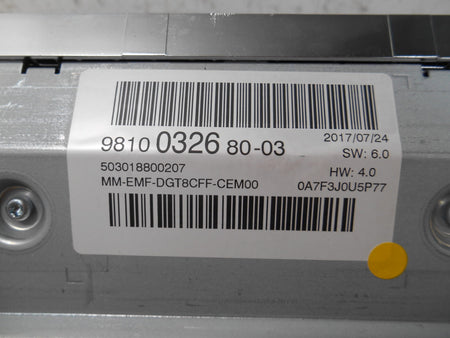 9810 0326 80-03
2017/07/24
SW: 6.0
503018800207
HW: 4.0
MM-EMF-DGT8CFF-CEM00
0A7F3J0U5P77